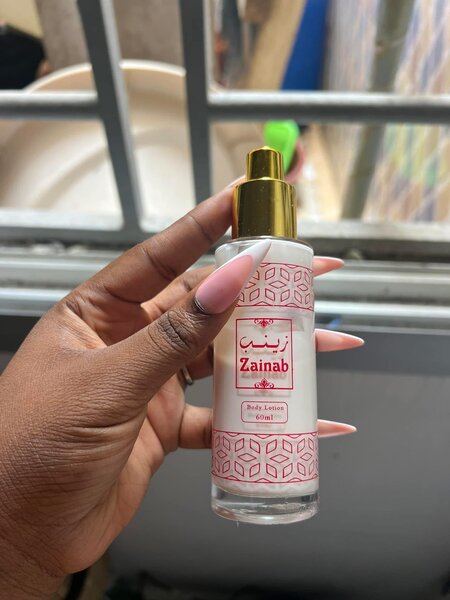 زينب
Zainab
Body Lotion
60ml